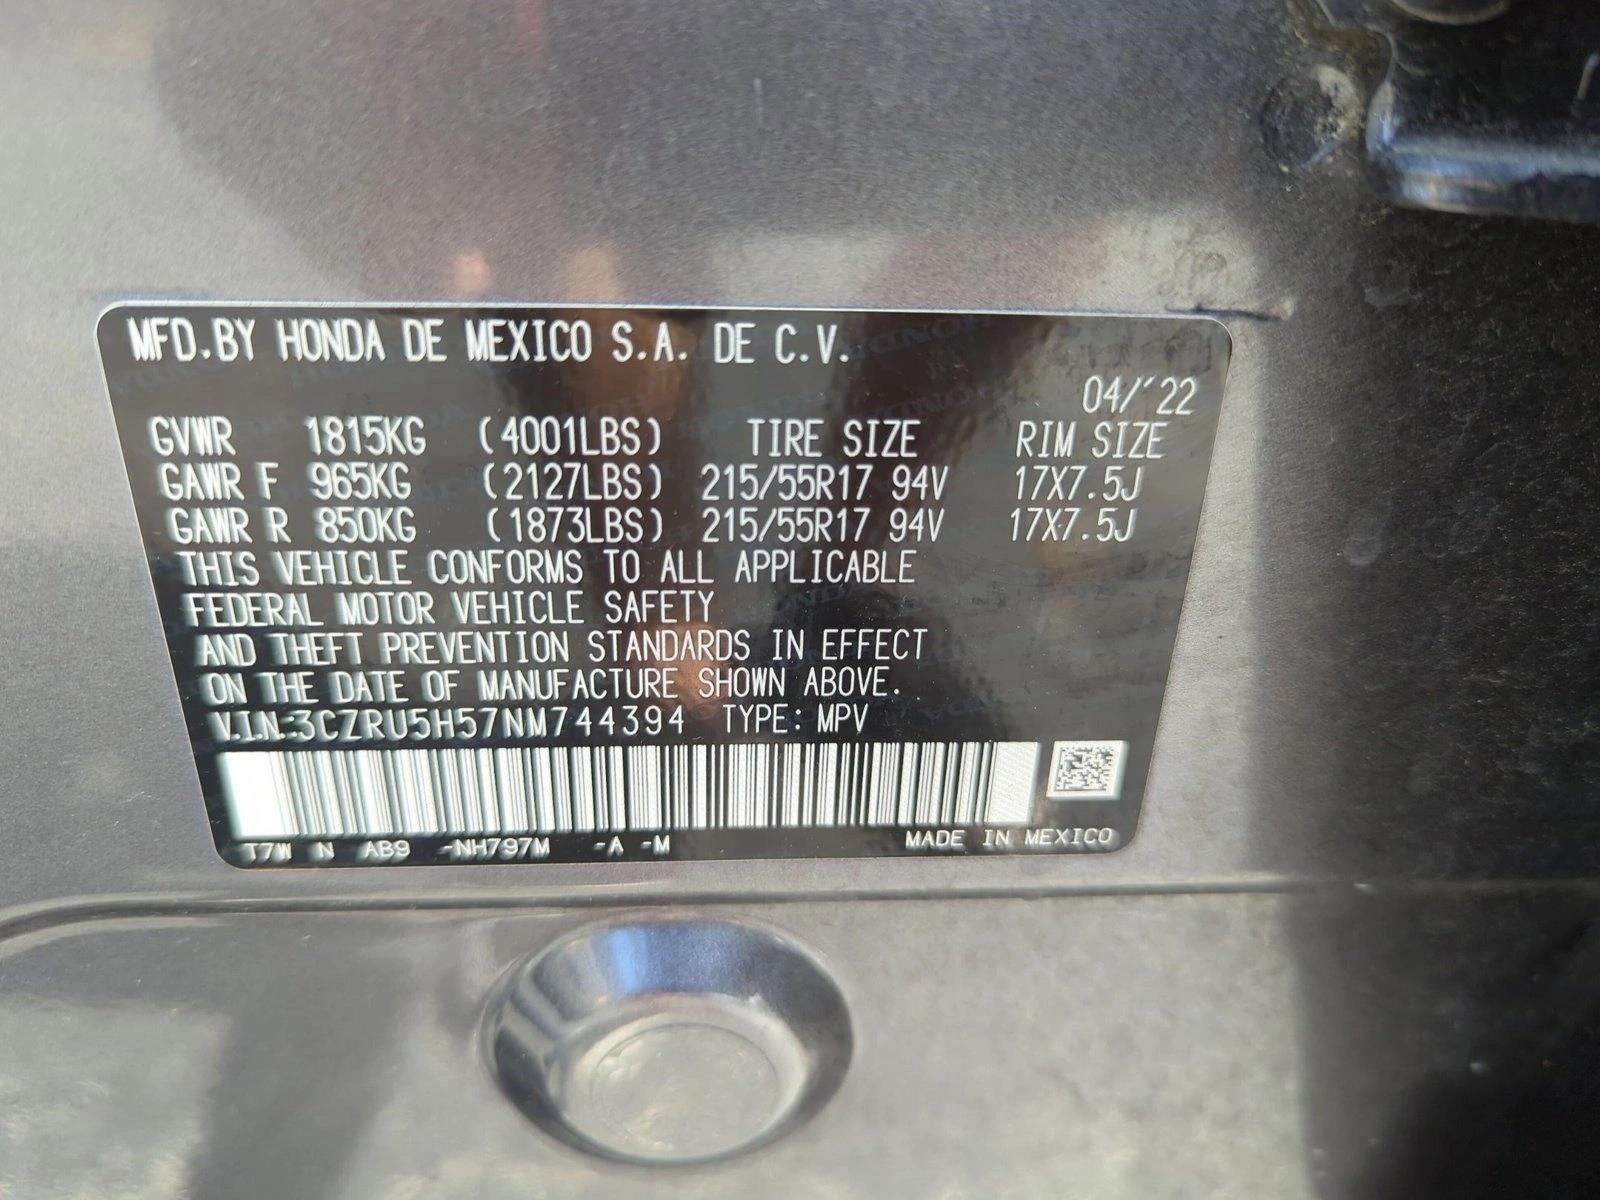 MFD.BY HONDA DE MEXICO S.A. DE C.V.
04/'22
GVWR 1815KG (4001LBS) TIRE SIZE RIM SIZE
GAWR F 965KG (2127LBS) 215/55R17 94V 17X7.5J
GAWR R 850KG (1873LBS) 215/55R17 94V 17X7.5J
THIS VEHICLE CONFORMS TO ALL APPLICABLE
FEDERAL MOTOR VEHICLE SAFETY
AND THEFT PREVENTION STANDARDS IN EFFECT
ON THE DATE OF MANUFACTURE SHOWN ABOVE.
V.I.N:3CZRU5H57NM744394 TYPE: MPV
T7W N AB9 -NH797M -A -M MADE IN MEXICO